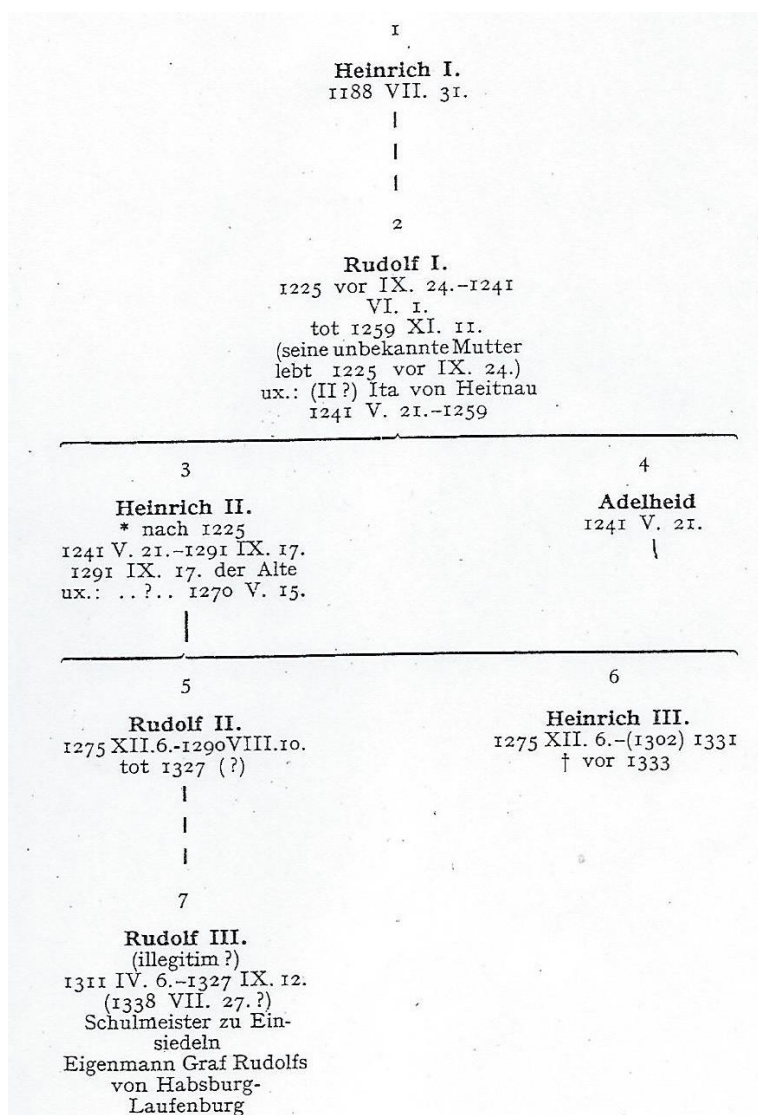 1
Heinrich I.
1188 VII. 31.
2
Rudolf I.
1225 vor IX. 24.–1241
VI. 1.
tot 1259 XI. 11.
(seine unbekannte Mutter
lebt 1225 vor IX. 24.)
ux.: (II ?) Ita von Heitnau
1241 V. 21.–1259
3
Heinrich II.
* nach 1225
1241 V. 21.–1291 IX. 17.
1291 IX. 17. der Alte
ux.: ..?.. 1270 V. 15.
4
Adelheid
1241 V. 21.
5
Rudolf II.
1275 XII.6.-1290 VIII.10.
tot 1327 (?)
6
Heinrich III.
1275 XII. 6.–(1302) 1331
† vor 1333
7
Rudolf III.
(illegitim ?)
1311 IV. 6.–1327 IX. 12.
(1338 VII. 27. ?)
Schulmeister zu Ein-
siedeln
Eigenmann Graf Rudolfs
von Habsburg-
Laufenburg